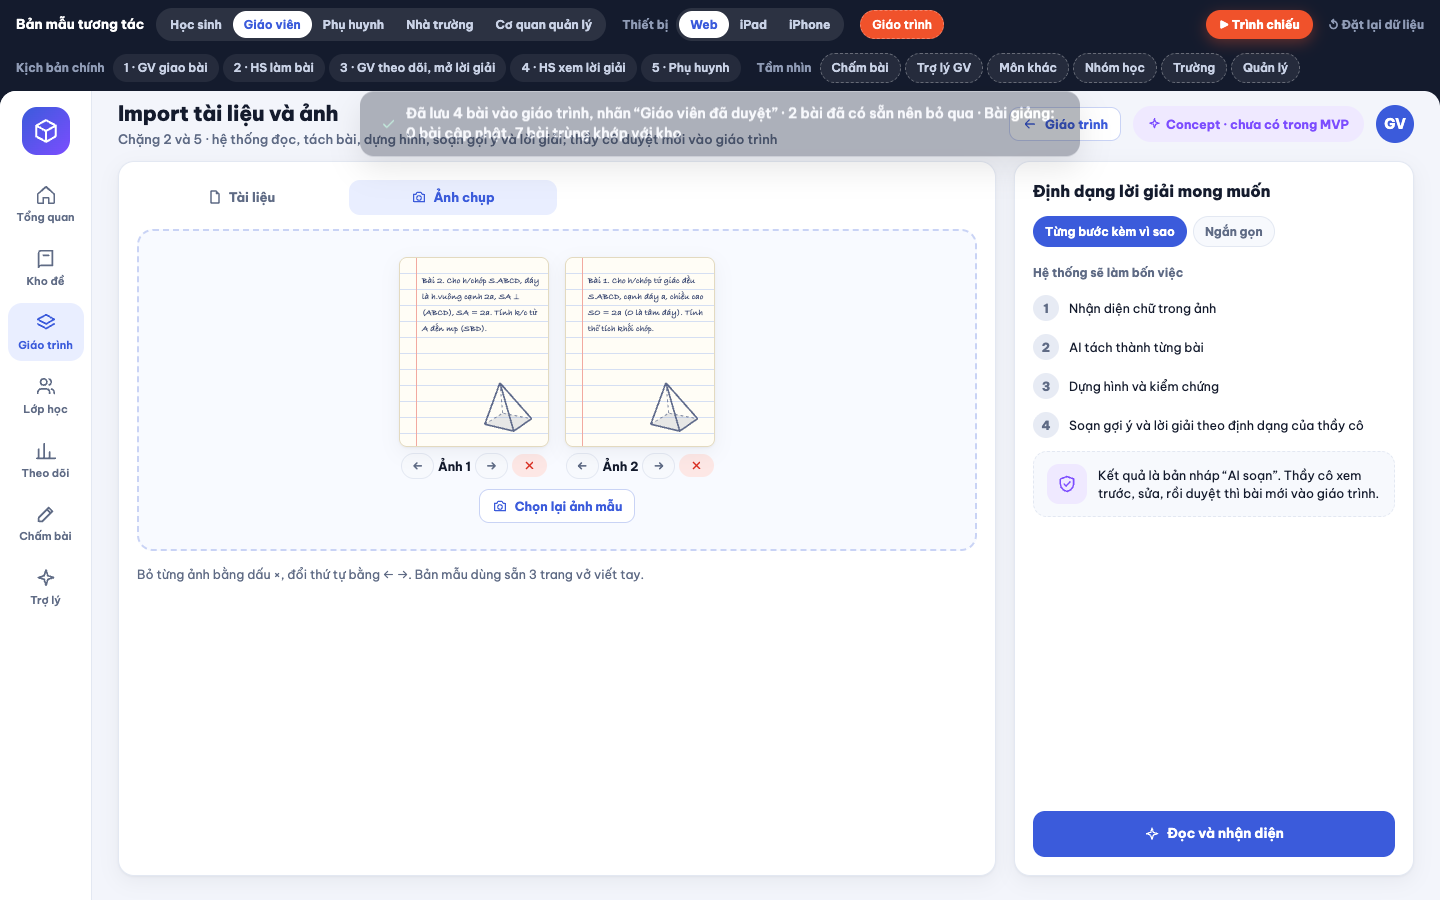 Bản mẫu tương tác
Học sinh
Giáo viên
Phụ huynh
Nhà trường
Cơ quan quản lý
Thiết bị
Web
iPad
iPhone
Giáo trình
Trình chiếu
Đặt lại dữ liệu
Kịch bản chính
1 · GV giao bài
2 · HS làm bài
3 · GV theo dõi, mở lời giải
4 · HS xem lời giải
5 · Phụ huynh
Tầm nhìn
Chấm bài
Trợ lý GV
Môn khác
Nhóm học
Trường
Quản lý
Import tài liệu và ảnh
Chặng 2 và 5 · hệ thống đọc, tách bài, dựng hình, soạn gợi ý và lời giải; thầy cô duyệt mới vào giáo trình
Đã lưu 4 bài vào giáo trình, nhãn “Giáo viên đã duyệt” · 2 bài đã có sẵn nên bỏ qua · Bài giảng:
0 bài cập nhật, 7 bài trùng khớp với kho.
← Giáo trình
Concept · chưa có trong MVP
GV
Tổng quan
Kho đề
Giáo trình
Lớp học
Theo dõi
Chấm bài
Trợ lý
Tài liệu
Ảnh chụp
Bài 2. Cho h/chóp S.ABCD, đáy
là h.vuông cạnh 2a, SA ⊥
(ABCD), SA = 2a. Tính k/c từ
A đến mp (SBD).
← Ảnh 1 → ×
Bài 1. Cho h/chóp tứ giác đều
S.ABCD, cạnh đáy a, chiều cao
SO = 2a (O là tâm đáy). Tính
thể tích khối chóp.
← Ảnh 2 → ×
Chọn lại ảnh mẫu
Bỏ từng ảnh bằng dấu ×, đổi thứ tự bằng ← →. Bản mẫu dùng sẵn 3 trang vở viết tay.
Định dạng lời giải mong muốn
Từng bước kèm vì sao
Ngắn gọn
Hệ thống sẽ làm bốn việc
1 Nhận diện chữ trong ảnh
2 AI tách thành từng bài
3 Dựng hình và kiểm chứng
4 Soạn gợi ý và lời giải theo định dạng của thầy cô
Kết quả là bản nháp “AI soạn”. Thầy cô xem
trước, sửa, rồi duyệt thì bài mới vào giáo trình.
Đọc và nhận diện